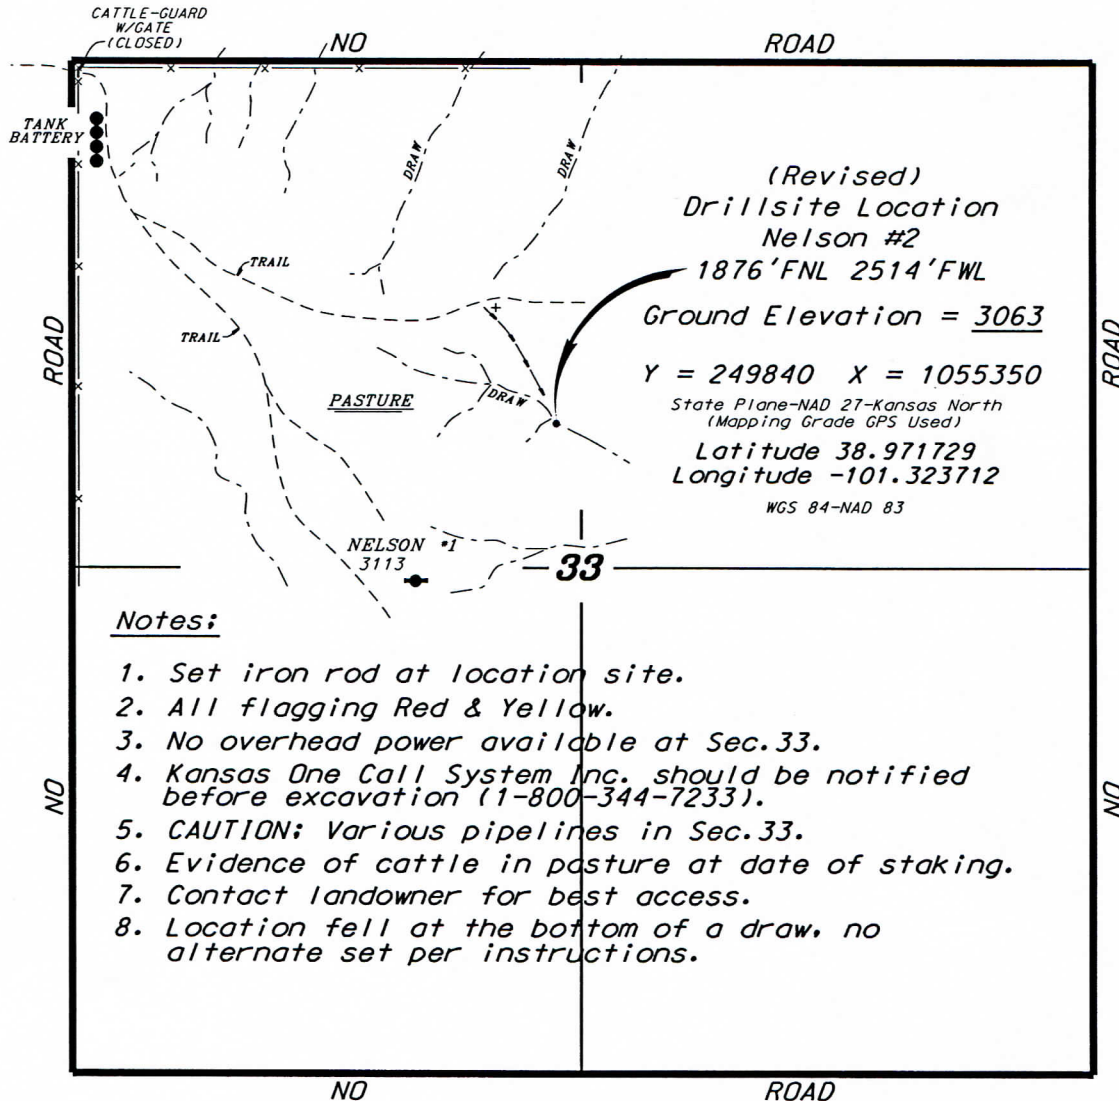 CATTLE-GUARD
W/GATE
(CLOSED)
NO ROAD
TANK
BATTERY
DRAW
DRAW
(Revised)
Drillsite Location
Nelson #2
1876'FNL 2514'FWL
TRAIL
Ground Elevation = 3063
ROAD
TRAIL
ROAD
Y = 249840 X = 1055350
PASTURE
DRAW
State Plane-NAD 27-Kansas North
(Mapping Grade GPS Used)
Latitude 38.971729
Longitude -101.323712
WGS 84-NAD 83
NELSON #1
3113
33
Notes:
1. Set iron rod at location site.
2. All flagging Red & Yellow.
3. No overhead power available at Sec.33.
4. Kansas One Call System Inc. should be notified
before excavation (1-800-344-7233).
NO
NO
5. CAUTION: Various pipelines in Sec.33.
6. Evidence of cattle in pasture at date of staking.
7. Contact landowner for best access.
8. Location fell at the bottom of a draw, no
alternate set per instructions.
NO ROAD